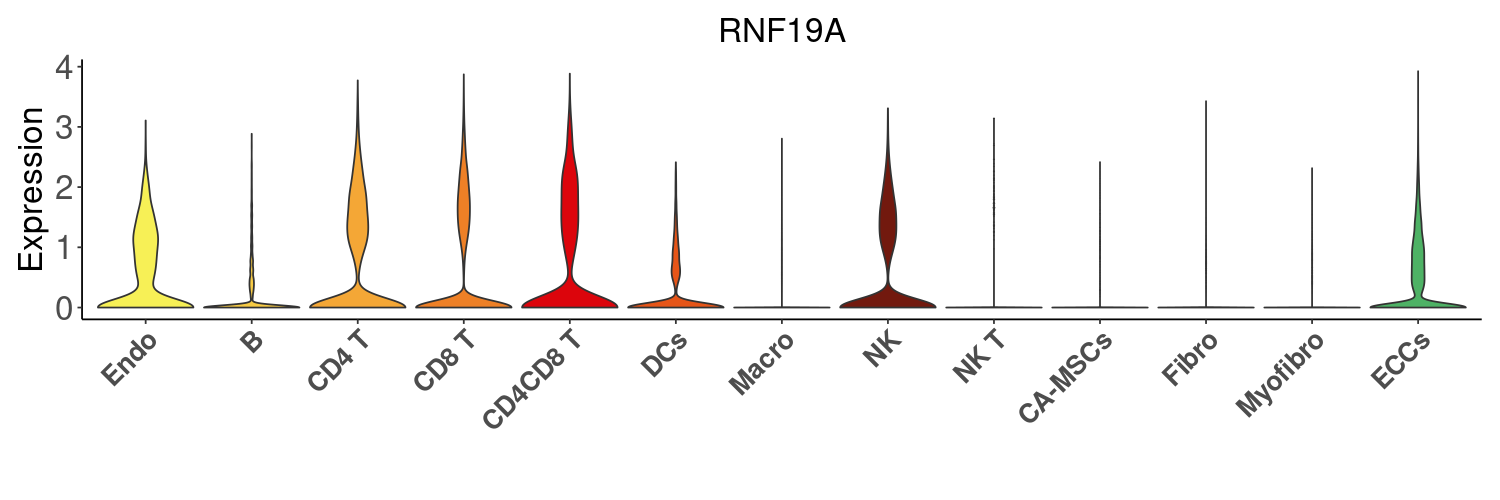 RNF19A
Expression
4
3
2
1
0
Endo
B
CD4 T
CD8 T
CD4CD8 T
DCs
Macro
NK
NK T
CA-MSCs
Fibro
Myofibro
ECCs